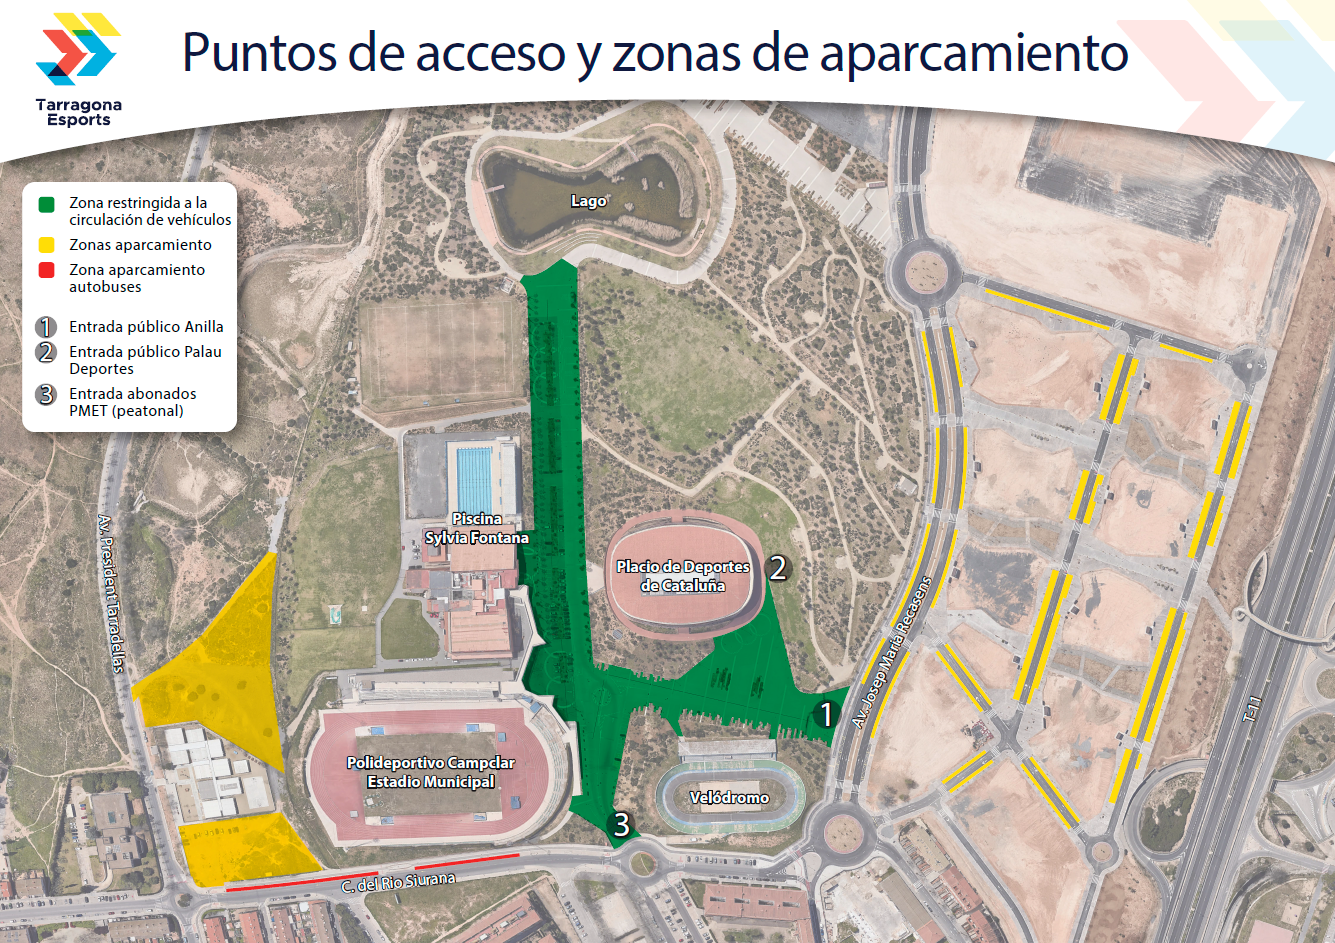 Puntos de acceso y zonas de aparcamiento
Tarragona
Esports
Zona restringida a la
circulación de vehículos
Zonas aparcamiento
Zona aparcamiento
autobuses
1 Entrada público Anilla
2 Entrada público Palau
Deportes
3 Entrada abonados
PMET (peatonal)
Lago
Piscina
Sylvia Fontana
Placio de Deportes
de Cataluña
2
Av. President Tarradellas
Av. Josep Maria Recasens
T-11
1
Polideportivo Campclar
Estadio Municipal
Velódromo
3
C. del Rio Siurana